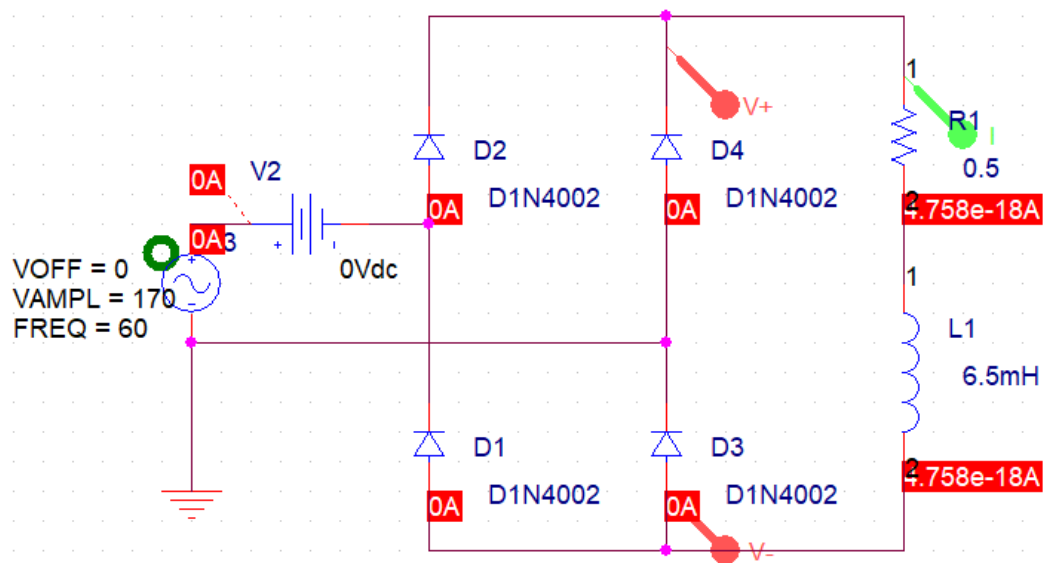 1
V+
R1
I
D2
D4
0.5
V2
0A
D1N4002
D1N4002
0A
0A
2
4.758e-18A
0A
3
+
-
0Vdc
VOFF = 0
VAMPL = 170
FREQ = 60
1
L1
6.5mH
D1
D3
2
4.758e-18A
D1N4002
D1N4002
0A
0A
V-